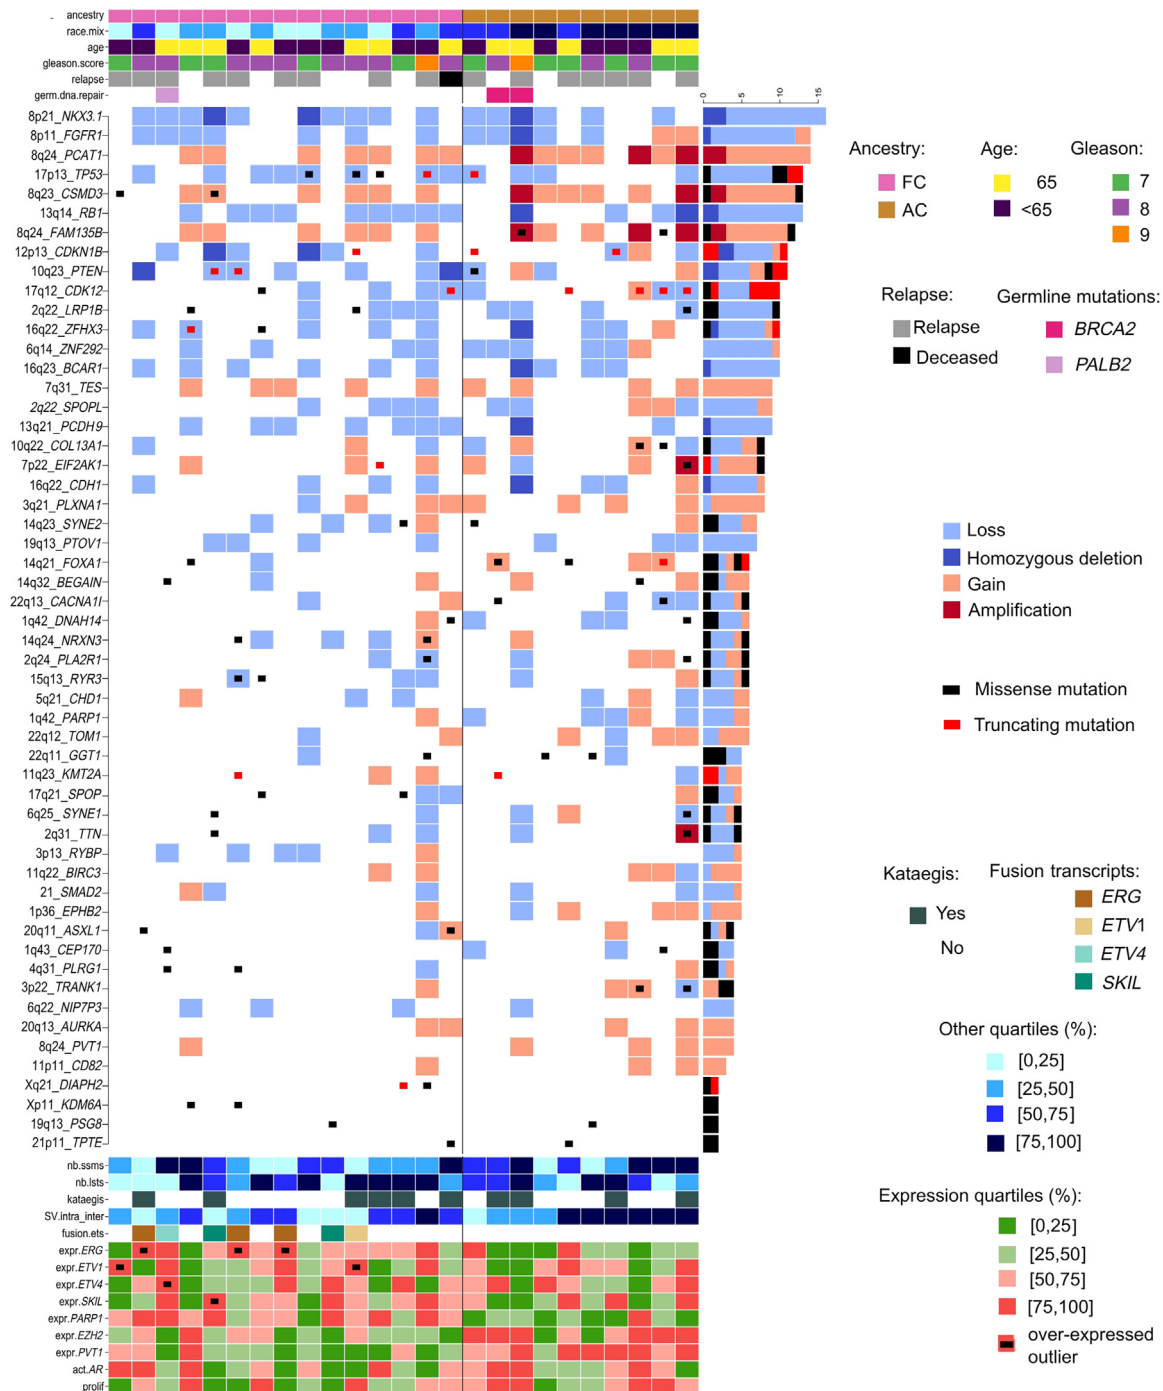 ancestry
race.mix
age
gleason.score
relapse
germ.dna.repair
0 5 10 15
8p21_NKX3.1
8p11_FGFR1
8q24_PCAT1
17p13_TP53
8q23_CSMD3
13q14_RB1
8q24_FAM135B
12p13_CDKN1B
10q23_PTEN
17q12_CDK12
2q22_LRP1B
16q22_ZFHX3
6q14_ZNF292
16q23_BCAR1
7q31_TES
2q22_SPOPL
13q21_PCDH9
10q22_COL13A1
7p22_EIF2AK1
16q22_CDH1
3q21_PLXNA1
14q23_SYNE2
19q13_PTOV1
14q21_FOXA1
14q32_BEGAIN
22q13_CACNA1I
1q42_DNAH14
14q24_NRXN3
2q24_PLA2R1
15q13_RYR3
5q21_CHD1
1q42_PARP1
22q12_TOM1
22q11_GGT1
11q23_KMT2A
17q21_SPOP
6q25_SYNE1
2q31_TTN
3p13_RYBP
11q22_BIRC3
21_SMAD2
1p36_EPHB2
20q11_ASXL1
1q43_CEP170
4q31_PLRG1
3p22_TRANK1
6q22_NIP7P3
20q13_AURKA
8q24_PVT1
11p11_CD82
Xq21_DIAPH2
Xp11_KDM6A
19q13_PSG8
21p11_TPTE
nb.ssms
nb.lsts
kataegis
SV.intra_inter
fusion.ets
expr.ERG
expr.ETV1
expr.ETV4
expr.SKIL
expr.PARP1
expr.EZH2
expr.PVT1
act.AR
prolif
Ancestry: Age: Gleason:
FC 65 7
AC <65 8
9
Relapse: Germline mutations:
Relapse BRCA2
Deceased PALB2
Loss
Homozygous deletion
Gain
Amplification
Missense mutation
Truncating mutation
Kataegis: Fusion transcripts:
Yes ERG
No ETV1
ETV4
SKIL
Other quartiles (%):
[0,25]
[25,50]
[50,75]
[75,100]
Expression quartiles (%):
[0,25]
[25,50]
[50,75]
[75,100]
over-expressed
outlier